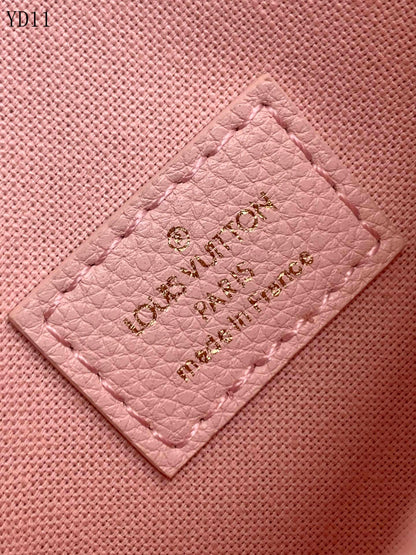 YD11
LOUIS VUITTON
PARIS
made in France